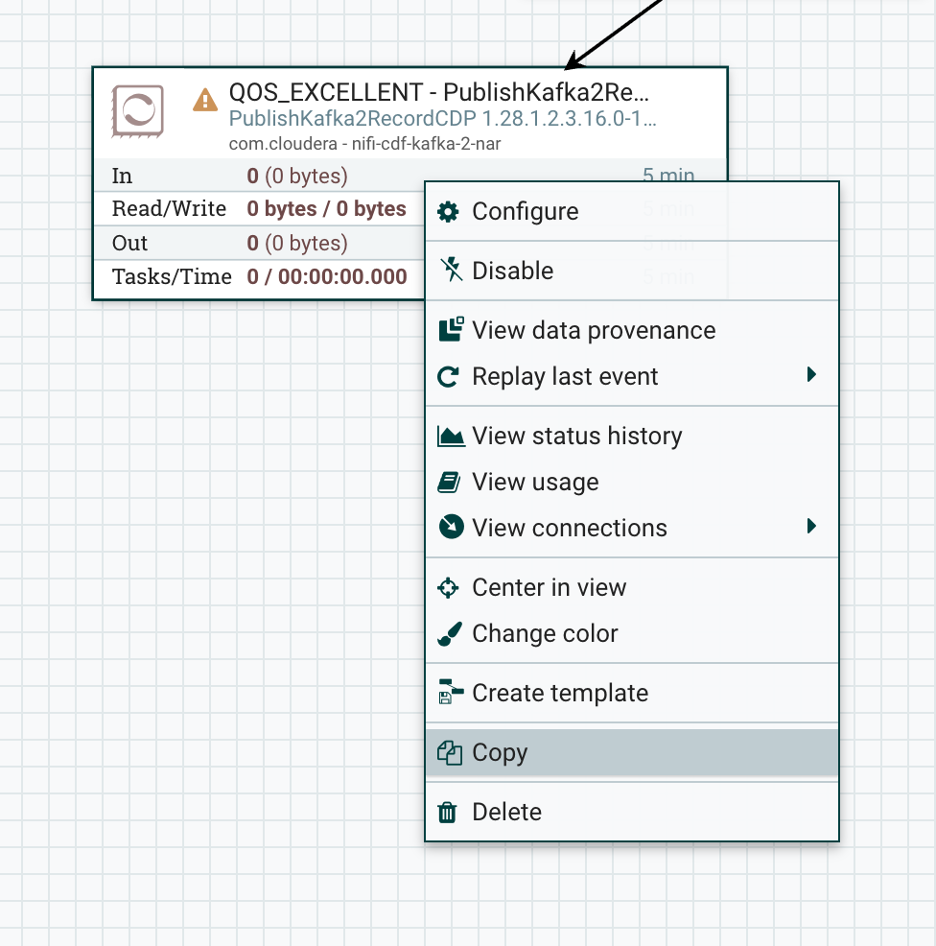 QOS_EXCELLENT - PublishKafka2Re...
PublishKafka2RecordCDP 1.28.1.2.3.16.0-1...
com.cloudera - nifi-cdf-kafka-2-nar
In 0 (0 bytes) 5 min
Read/Write 0 bytes / 0 bytes 5 min
Out 0 (0 bytes) 5 min
Tasks/Time 0 / 00:00:00.000 5 min
Configure
Disable
View data provenance
Replay last event
View status history
View usage
View connections
Center in view
Change color
Create template
Copy
Delete